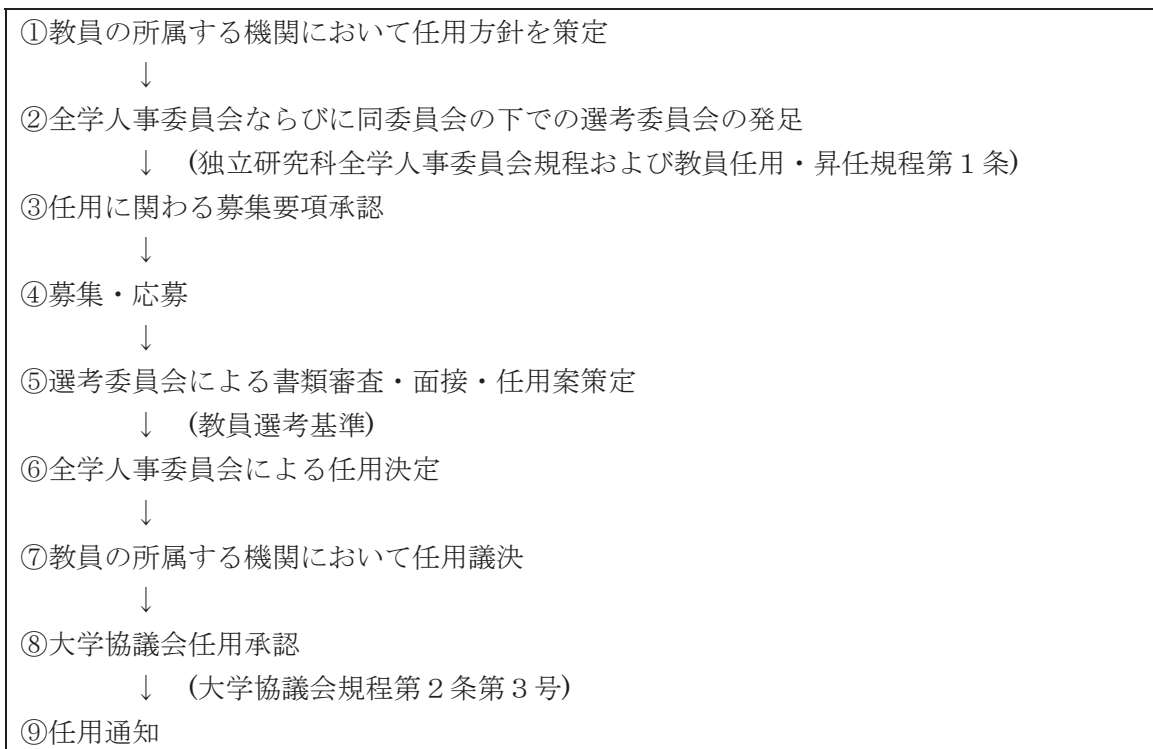 ①教員の所属する機関において任用方針を策定
↓
②全学人事委員会ならびに同委員会の下での選考委員会の発足
↓ (独立研究科全学人事委員会規程および教員任用・昇任規程第１条)
③任用に関わる募集要項承認
↓
④募集・応募
↓
⑤選考委員会による書類審査・面接・任用案策定
↓ (教員選考基準)
⑥全学人事委員会による任用決定
↓
⑦教員の所属する機関において任用議決
↓
⑧大学協議会任用承認
↓ (大学協議会規程第２条第３号)
⑨任用通知